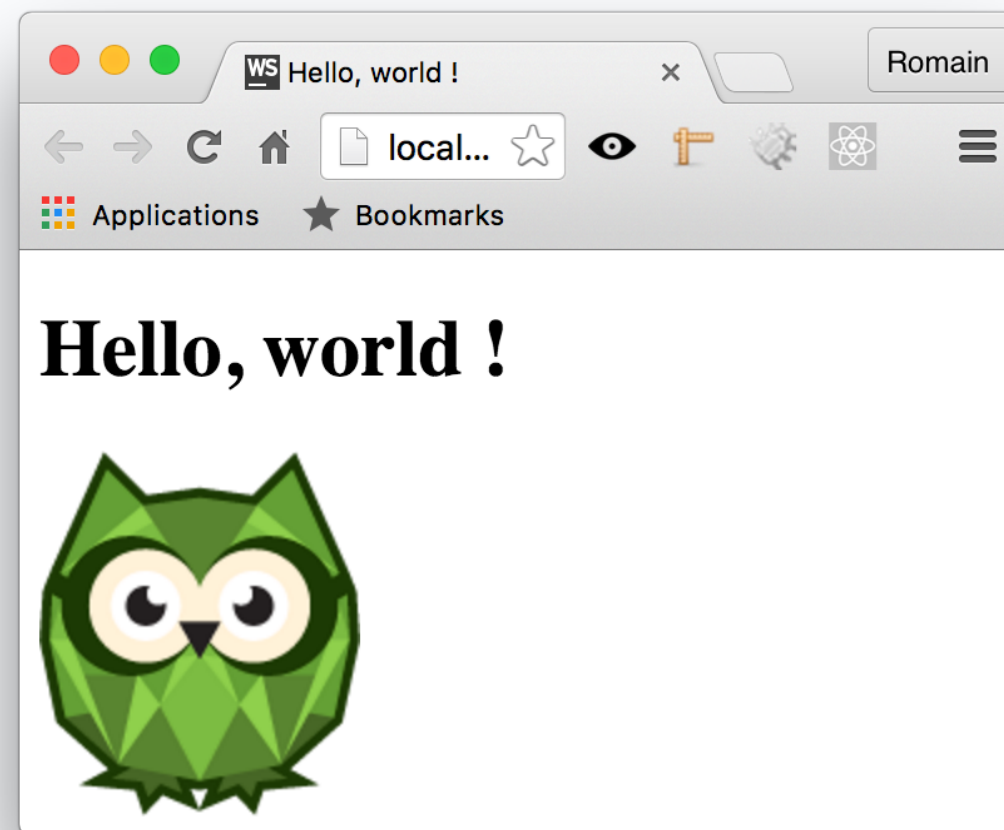 WS Hello, world !
Romain
local...
Applications
Bookmarks
Hello, world !